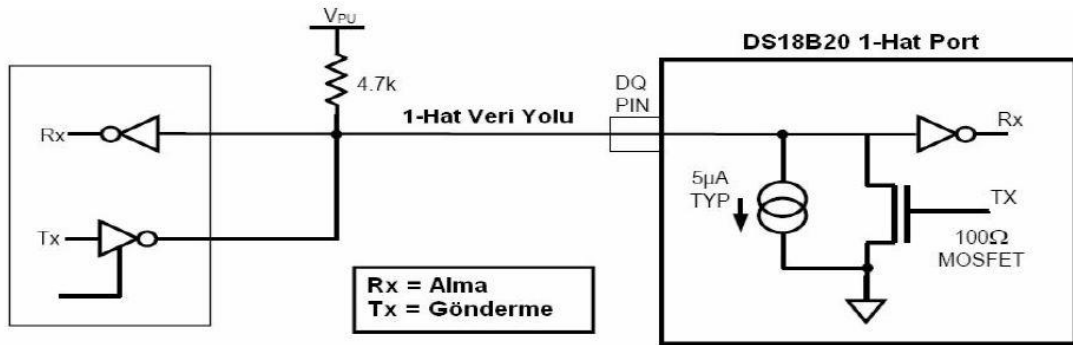 V_PU
DS18B20 1-Hat Port
4.7k
DQ
PIN
1-Hat Veri Yolu
Rx
Rx
5µA
TYP
TX
Tx
100Ω
MOSFET
Rx = Alma
Tx = Gönderme